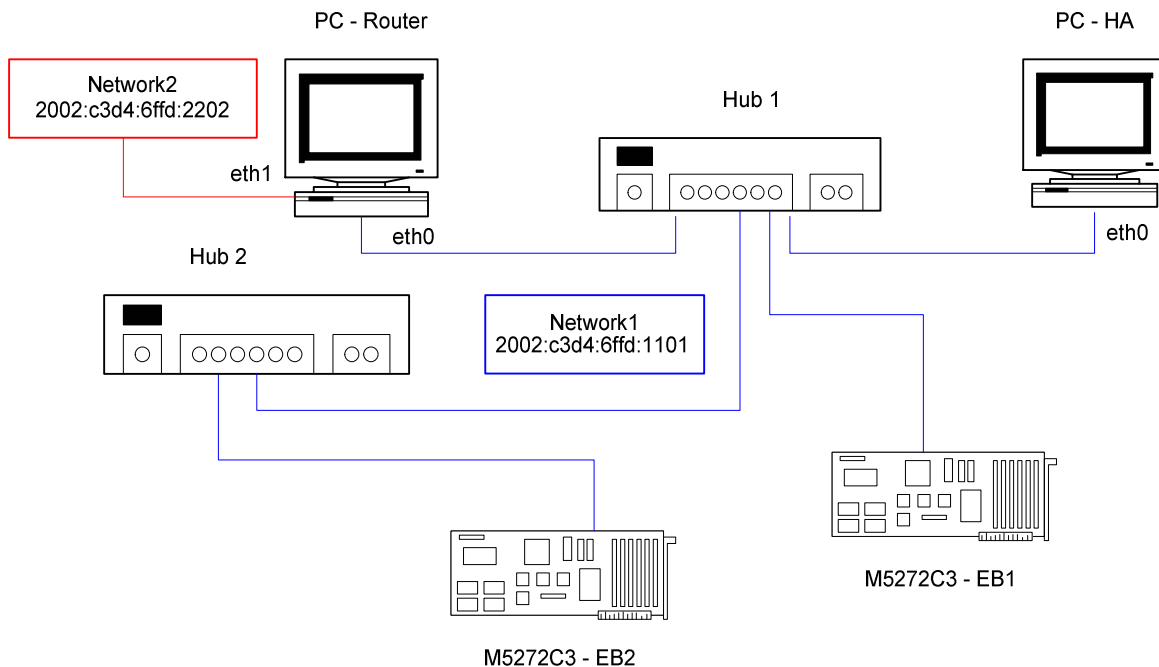 PC - Router
PC - HA
Network2
2002:c3d4:6ffd:2202
Hub 1
eth1
eth0
eth0
Hub 2
Network1
2002:c3d4:6ffd:1101
M5272C3 - EB1
M5272C3 - EB2